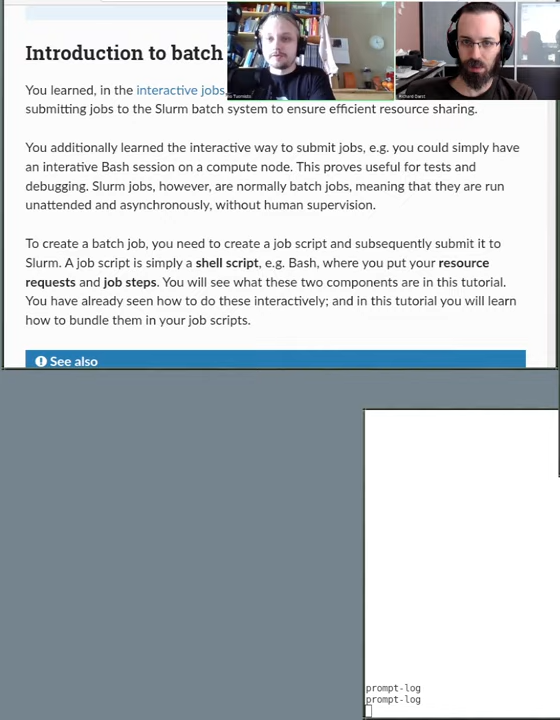 Introduction to batch
You learned, in the interactive jobs,
submitting jobs to the Slurm batch system to ensure efficient resource sharing.
You additionally learned the interactive way to submit jobs, e.g. you could simply have
an interative Bash session on a compute node. This proves useful for tests and
debugging. Slurm jobs, however, are normally batch jobs, meaning that they are run
unattended and asynchronously, without human supervision.
To create a batch job, you need to create a job script and subsequently submit it to
Slurm. A job script is simply a shell script, e.g. Bash, where you put your resource
requests and job steps. You will see what these two components are in this tutorial.
You have already seen how to do these interactively; and in this tutorial you will learn
how to bundle them in your job scripts.
See also
prompt-log
prompt-log